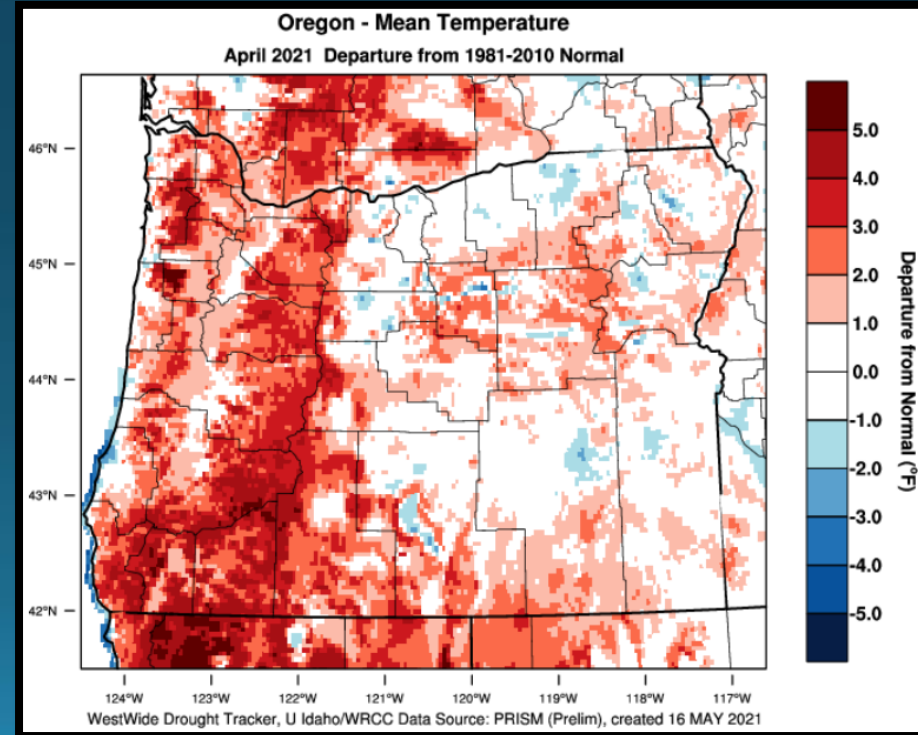 Oregon - Mean Temperature
April 2021 Departure from 1981-2010 Normal
46°N
45°N
44°N
43°N
42°N
124°W 123°W 122°W 121°W 120°W 119°W 118°W 117°W
5.0
4.0
3.0
2.0
1.0
0.0
-1.0
-2.0
-3.0
-4.0
-5.0
Departure from Normal (°F)
WestWide Drought Tracker, U Idaho/WRCC Data Source: PRISM (Prelim), created 16 MAY 2021